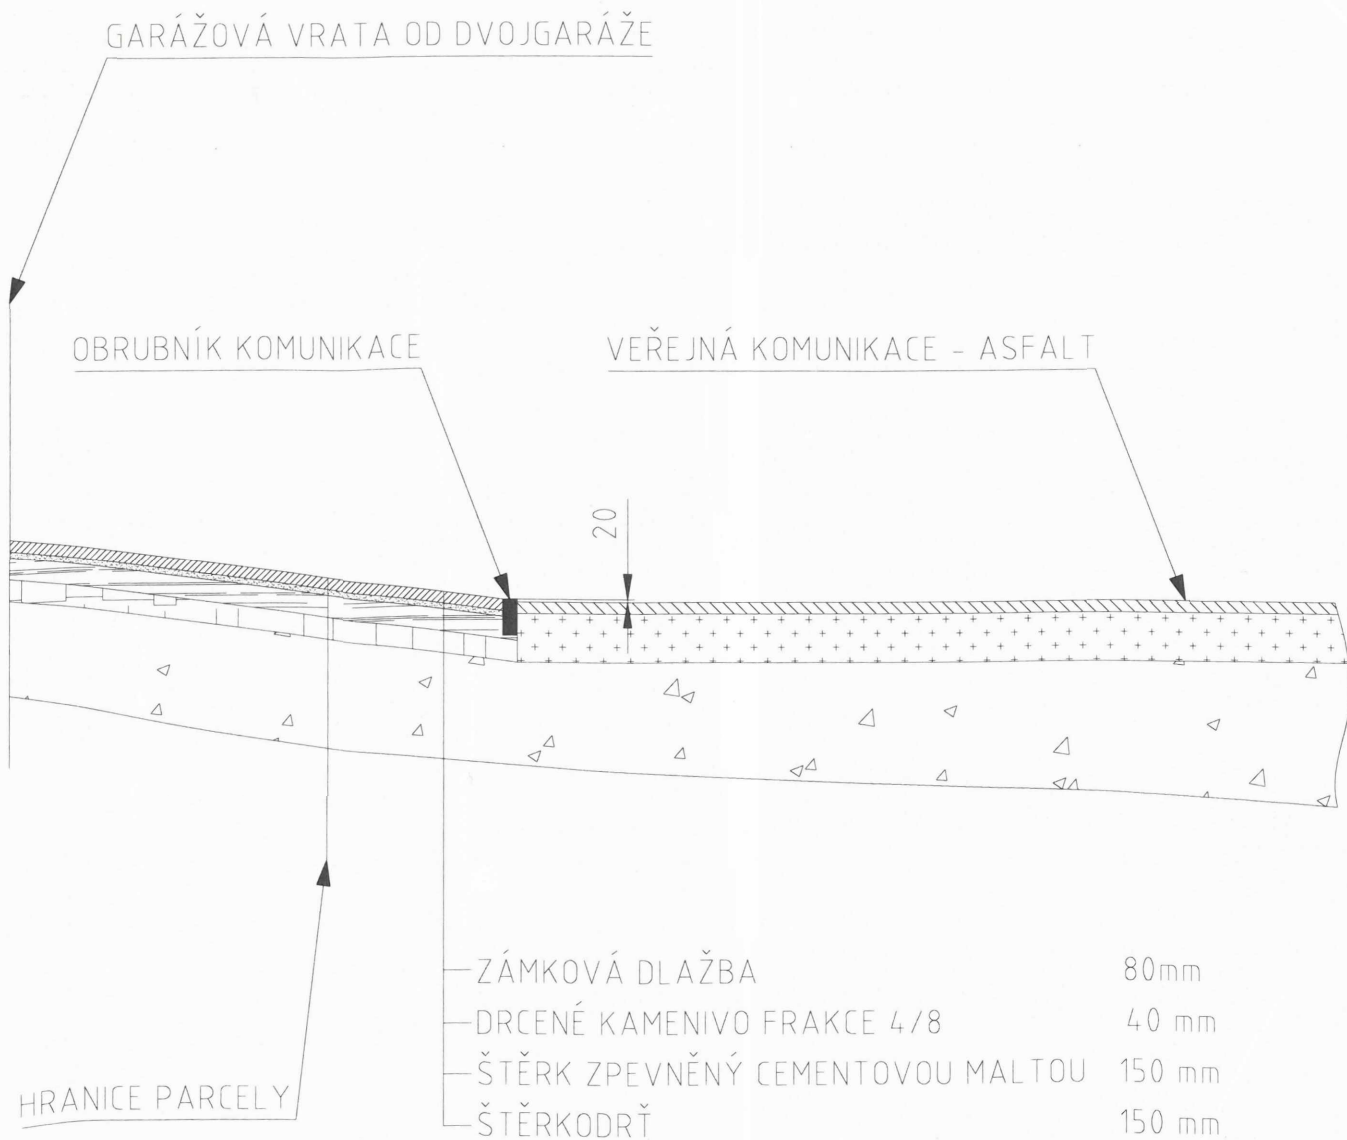 GARÁŽOVÁ VRATA OD DVOJGARÁŽE
OBRUBNÍK KOMUNIKACE
VEŘEJNÁ KOMUNIKACE - ASFALT
20
ZÁMKOVÁ DLAŽBA 80mm
DRCENÉ KAMENIVO FRAKCE 4/8 40 mm
ŠTĚRK ZPEVNĚNÝ CEMENTOVOU MALTOU 150 mm
HRANICE PARCELY
ŠTĚRKODRŤ 150 mm